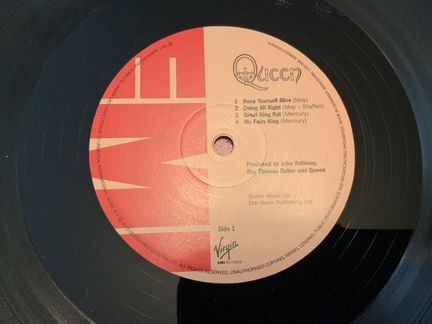 Queen
1 Keep Yourself Alive (May)
2 Doing All Right (May – Staffell)
3 Great King Rat (Mercury)
4 My Fairy King (Mercury)
Produced by John Anthony,
Roy Thomas Baker and Queen
Queen Music Ltd /
EMI Music Publishing Ltd.
Side 1
Virgin
EMI RECORDS
EMI
ALL RIGHTS RESERVED. UNAUTHORISED COPYING, HIRING, LENDING, PUBLIC PERFORMANCE AND BROADCASTING PROHIBITED.